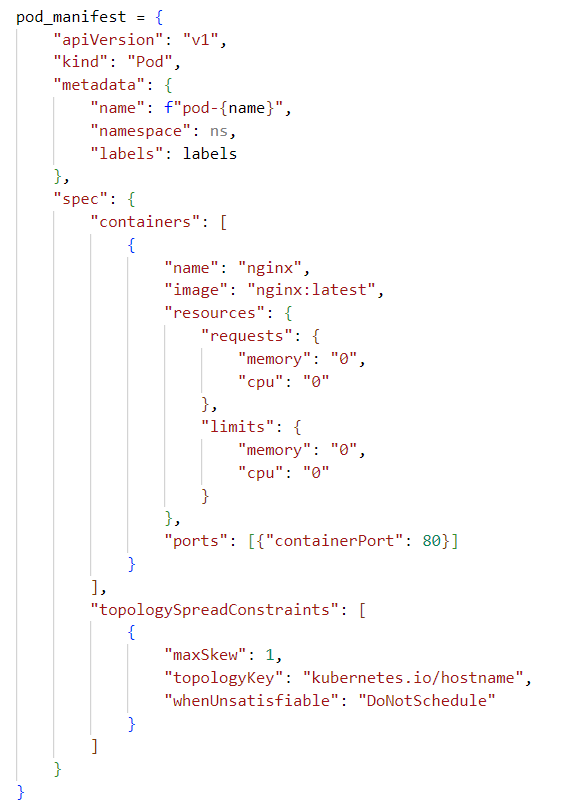 pod_manifest = {
    "apiVersion": "v1",
    "kind": "Pod",
    "metadata": {
        "name": f"pod-{name}",
        "namespace": ns,
        "labels": labels
    },
    "spec": {
        "containers": [
            {
                "name": "nginx",
                "image": "nginx:latest",
                "resources": {
                    "requests": {
                        "memory": "0",
                        "cpu": "0"
                    },
                    "limits": {
                        "memory": "0",
                        "cpu": "0"
                    }
                },
                "ports": [{"containerPort": 80}]
            }
        ],
        "topologySpreadConstraints": [
            {
                "maxSkew": 1,
                "topologyKey": "kubernetes.io/hostname",
                "whenUnsatisfiable": "DoNotSchedule"
            }
        ]
    }
}